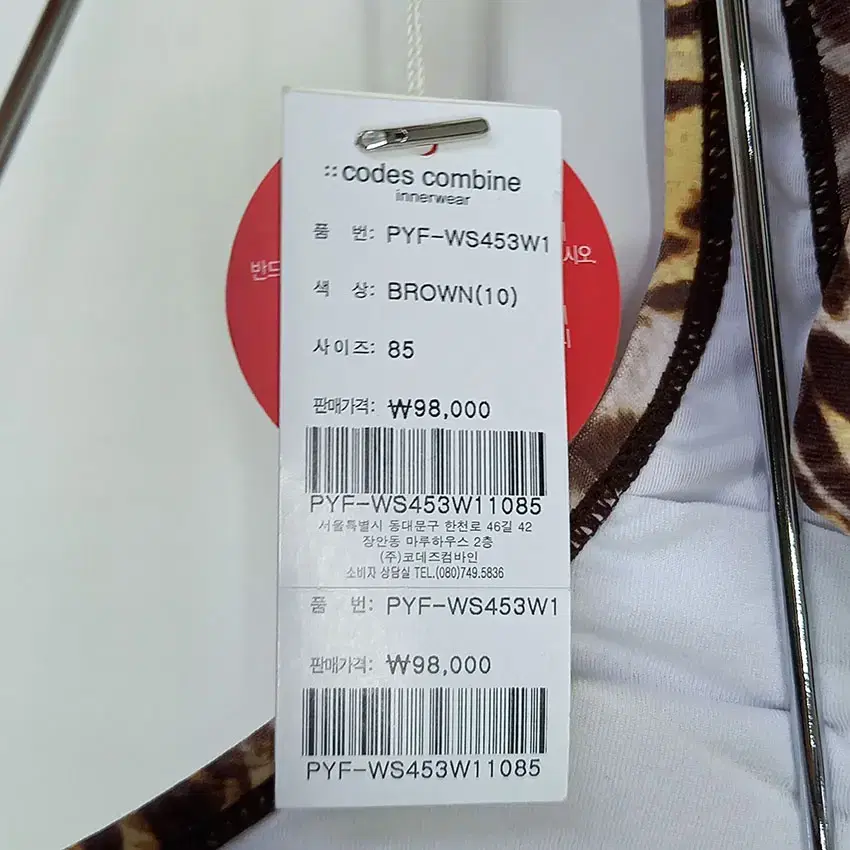 :: codes combine
innerwear
품 번: PYF-WS453W1
색 상: BROWN(10)
사이즈: 85
판매가격: ₩98,000
PYF-WS453W11085
서울특별시 동대문구 한천로 46길 42
장안동 마루하우스 2층
(주)코데즈컴바인
소비자 상담실 TEL.(080)749.5836
품 번: PYF-WS453W1
판매가격: ₩98,000
PYF-WS453W11085
반드
시오.